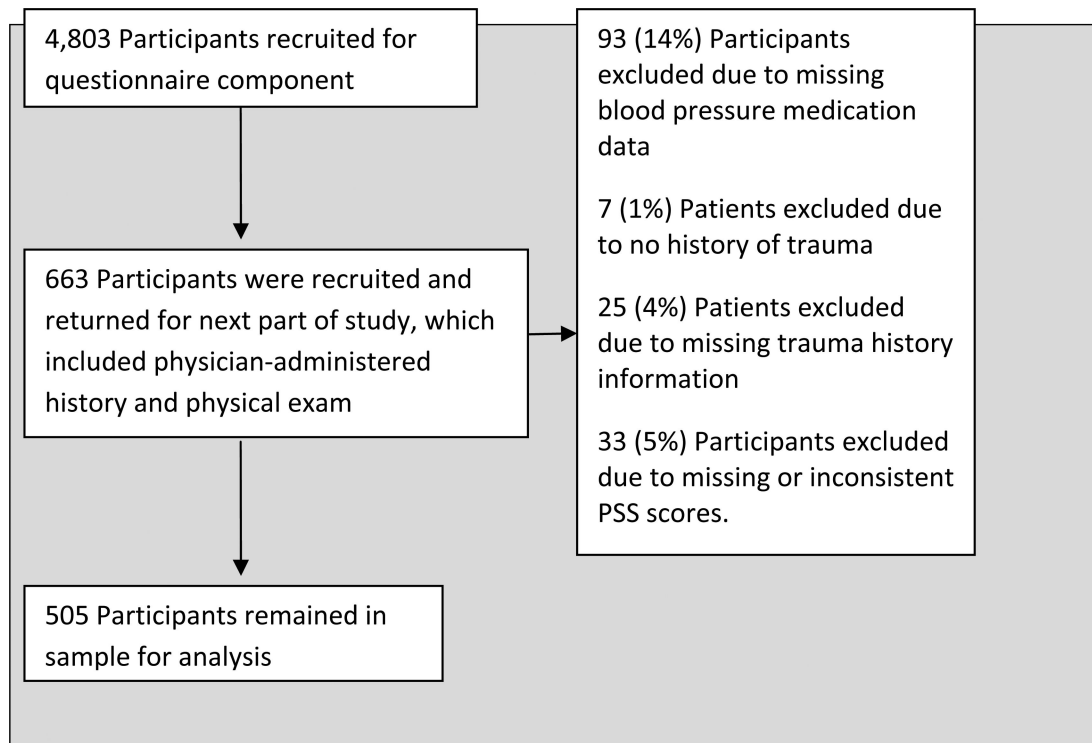 4,803 Participants recruited for
questionnaire component
663 Participants were recruited and
returned for next part of study, which
included physician-administered
history and physical exam
505 Participants remained in
sample for analysis
93 (14%) Participants
excluded due to missing
blood pressure medication
data
7 (1%) Patients excluded due
to no history of trauma
25 (4%) Patients excluded
due to missing trauma history
information
33 (5%) Participants excluded
due to missing or inconsistent
PSS scores.